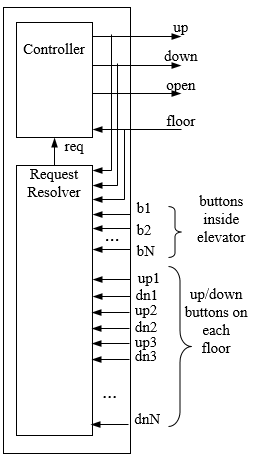 up
Controller
down
open
floor
req
Request
Resolver
b1
b2
...
bN
buttons
inside
elevator
up1
dn1
up2
dn2
up3
dn3
...
dnN
up/down
buttons on
each
floor